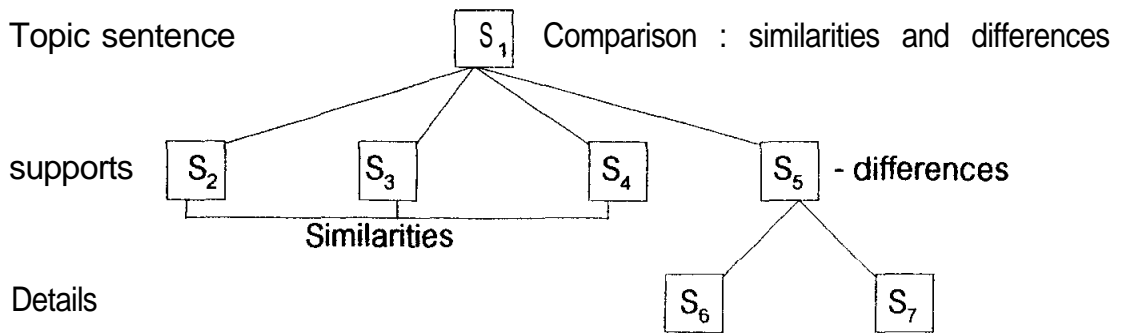 Topic sentence S₁ Comparison : similarities and differences
supports S₂ S₃ S₄ S₅ - differences
Similarities
Details S₆ S₇